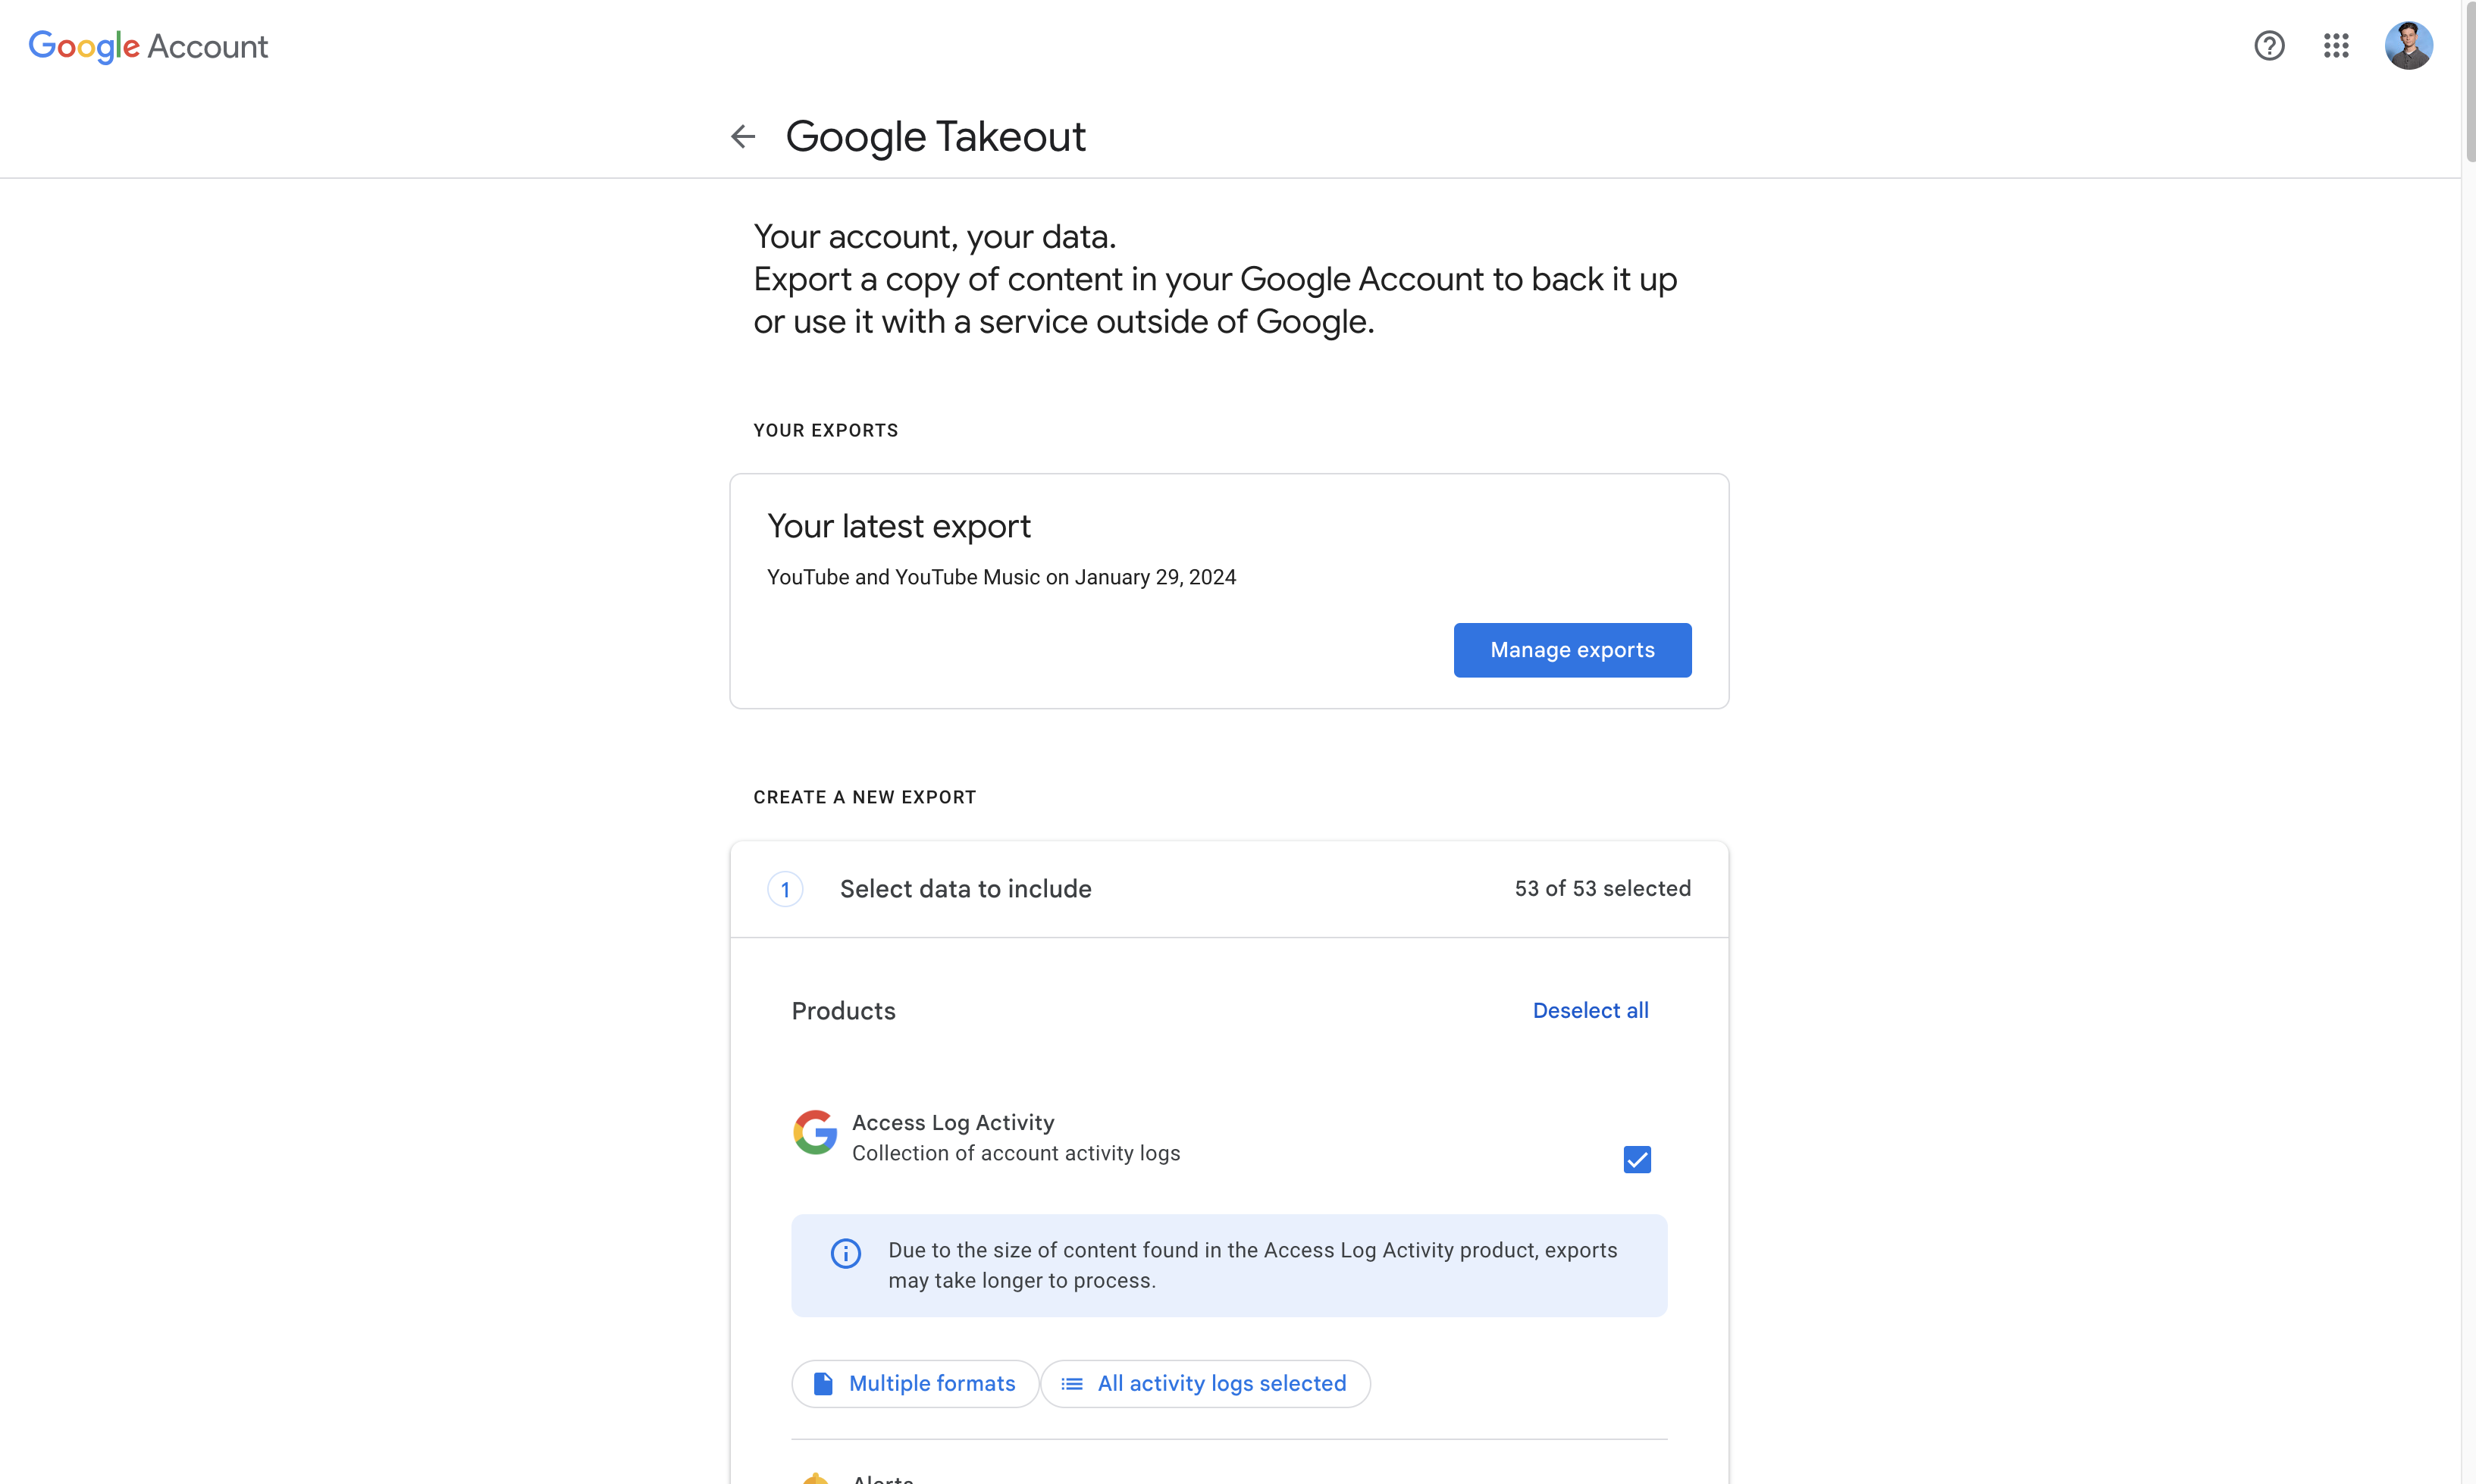 Google Account
Google Takeout
Your account, your data.
Export a copy of content in your Google Account to back it up
or use it with a service outside of Google.
YOUR EXPORTS
Your latest export
YouTube and YouTube Music on January 29, 2024
Manage exports
CREATE A NEW EXPORT
1 Select data to include 53 of 53 selected
Products Deselect all
Access Log Activity
Collection of account activity logs
Due to the size of content found in the Access Log Activity product, exports
may take longer to process.
Multiple formats All activity logs selected
Alerts